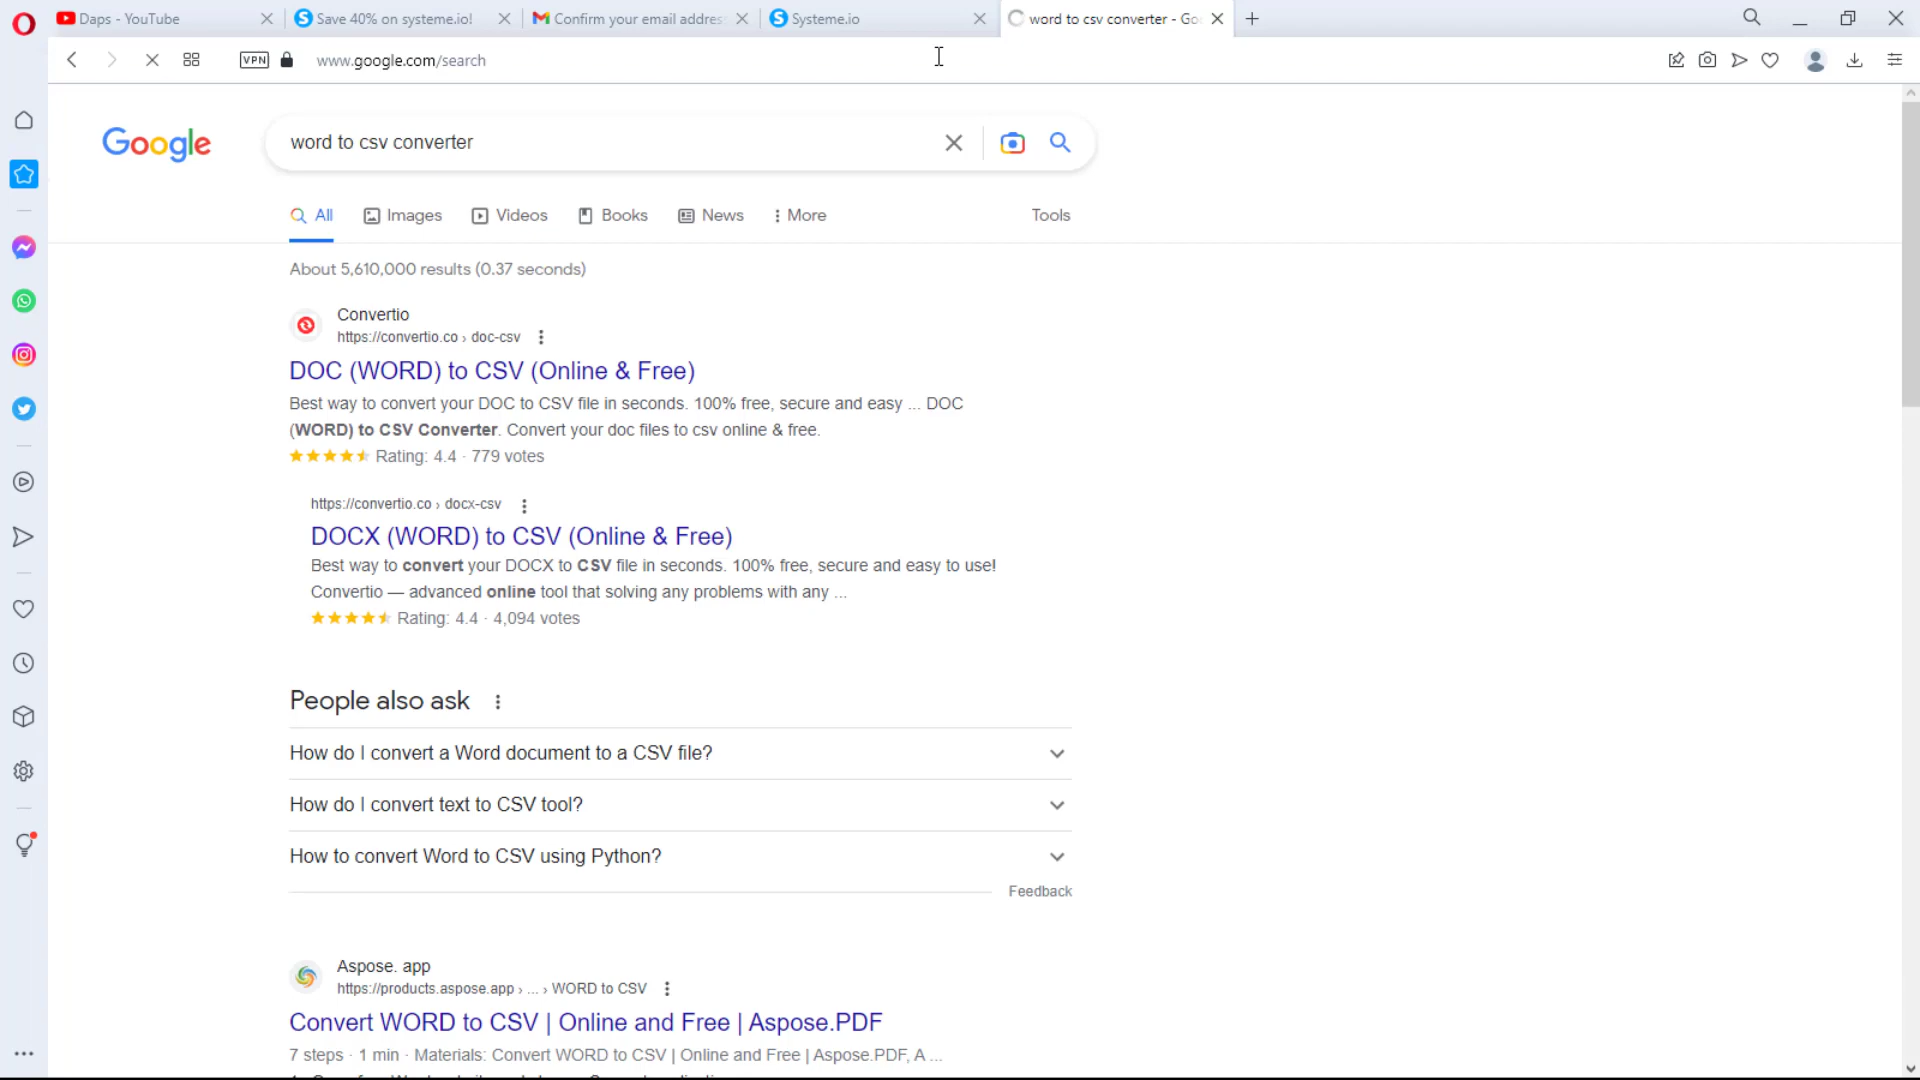 Daps - YouTube
Save 40% on systeme.io!
Confirm your email addres
Systeme.io
word to csv converter - Go
VPN
www.google.com/search
Google
word to csv converter
All
Images
Videos
Books
News
More
Tools
About 5,610,000 results (0.37 seconds)
Convertio
https://convertio.co › doc-csv
DOC (WORD) to CSV (Online & Free)
Best way to convert your DOC to CSV file in seconds. 100% free, secure and easy ... DOC
(WORD) to CSV Converter. Convert your doc files to csv online & free.
Rating: 4.4 · 779 votes
https://convertio.co › docx-csv
DOCX (WORD) to CSV (Online & Free)
Best way to convert your DOCX to CSV file in seconds. 100% free, secure and easy to use!
Convertio — advanced online tool that solving any problems with any ...
Rating: 4.4 · 4,094 votes
People also ask
How do I convert a Word document to a CSV file?
How do I convert text to CSV tool?
How to convert Word to CSV using Python?
Feedback
Aspose. app
https://products.aspose.app › ... › WORD to CSV
Convert WORD to CSV | Online and Free | Aspose.PDF
7 steps · 1 min · Materials: Convert WORD to CSV | Online and Free | Aspose.PDF, A ...